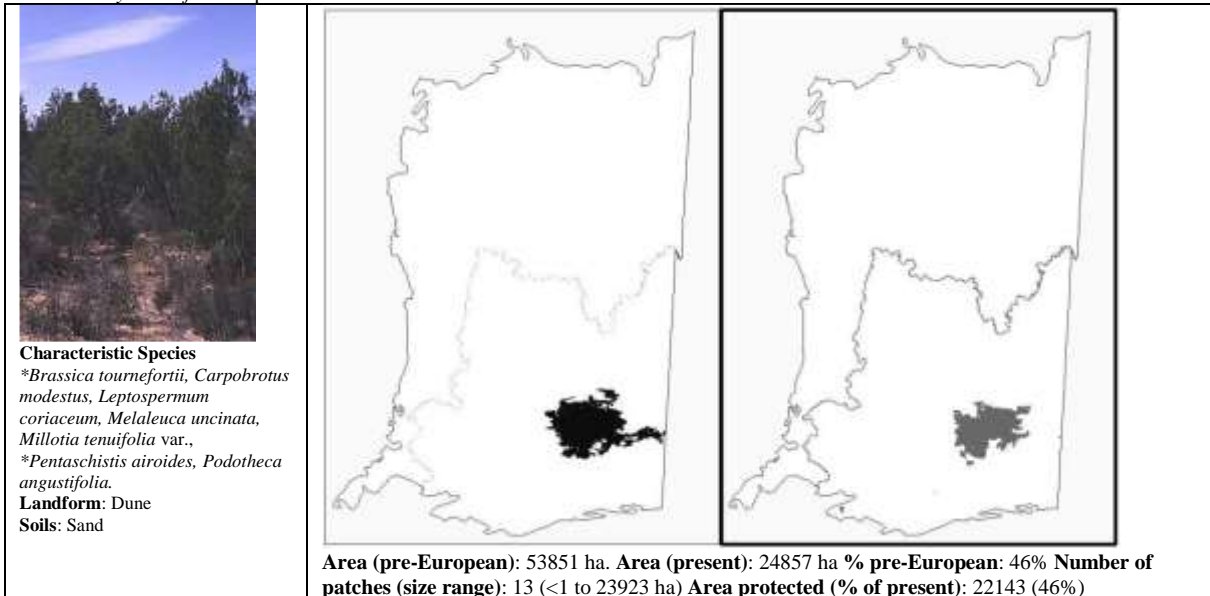 Characteristic Species
*Brassica tournefortii, Carpobrotus
modestus, Leptospermum
coriaceum, Melaleuca uncinata,
Millotia tenuifolia var.,
*Pentaschistis airoides, Podotheca
angustifolia.
Landform: Dune
Soils: Sand
Area (pre-European): 53851 ha. Area (present): 24857 ha % pre-European: 46% Number of
patches (size range): 13 (<1 to 23923 ha) Area protected (% of present): 22143 (46%)